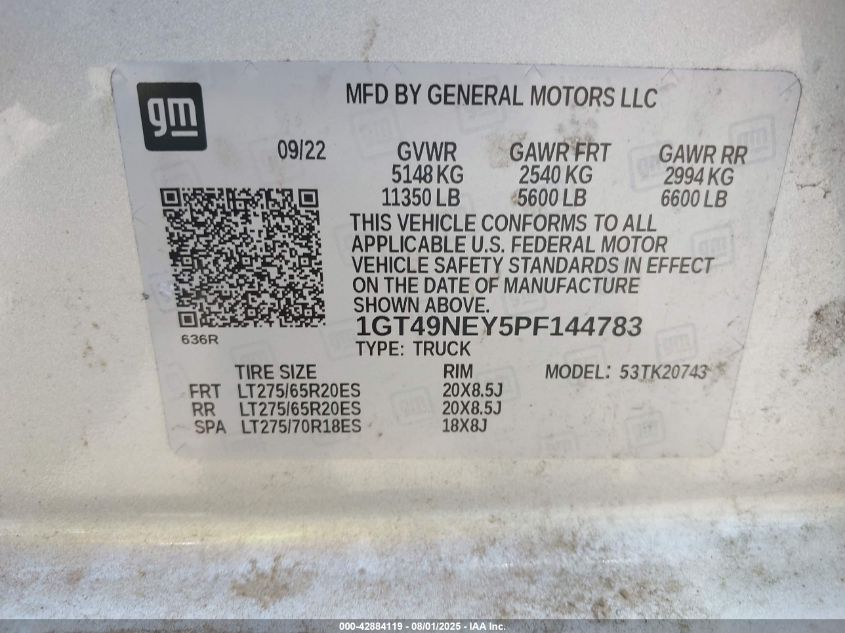 gm
MFD BY GENERAL MOTORS LLC
09/22 GVWR GAWR FRT GAWR RR
5148 KG 2540 KG 2994 KG
11350 LB 5600 LB 6600 LB
THIS VEHICLE CONFORMS TO ALL
APPLICABLE U.S. FEDERAL MOTOR
VEHICLE SAFETY STANDARDS IN EFFECT
ON THE DATE OF MANUFACTURE
SHOWN ABOVE.
636R
1GT49NEY5PF144783
TYPE: TRUCK
TIRE SIZE RIM MODEL: 53TK20743
FRT LT275/65R20ES 20X8.5J
RR LT275/65R20ES 20X8.5J
SPA LT275/70R18ES 18X8J
000-42884119 - 08/01/2025 - IAA Inc.